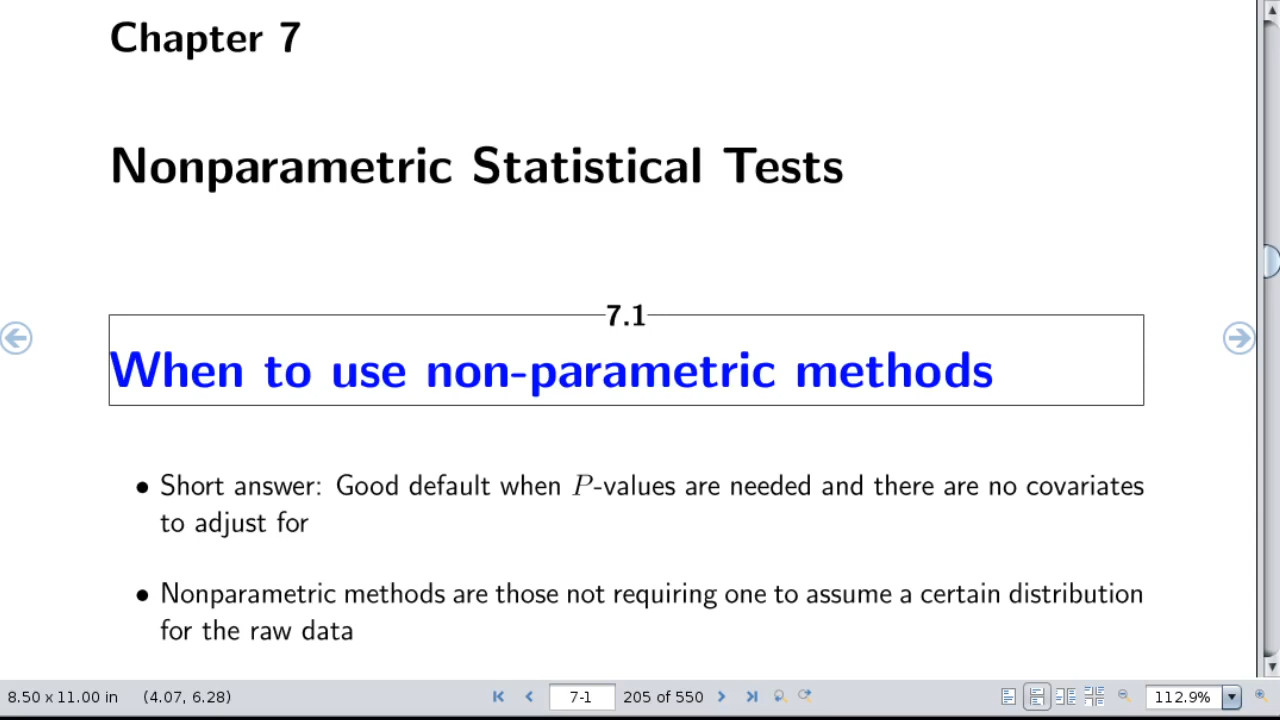 Chapter 7
Nonparametric Statistical Tests
7.1
When to use non-parametric methods
• Short answer: Good default when P-values are needed and there are no covariates
to adjust for
• Nonparametric methods are those not requiring one to assume a certain distribution
for the raw data
8.50 x 11.00 in (4.07, 6.28) 7-1 205 of 550 112.9%